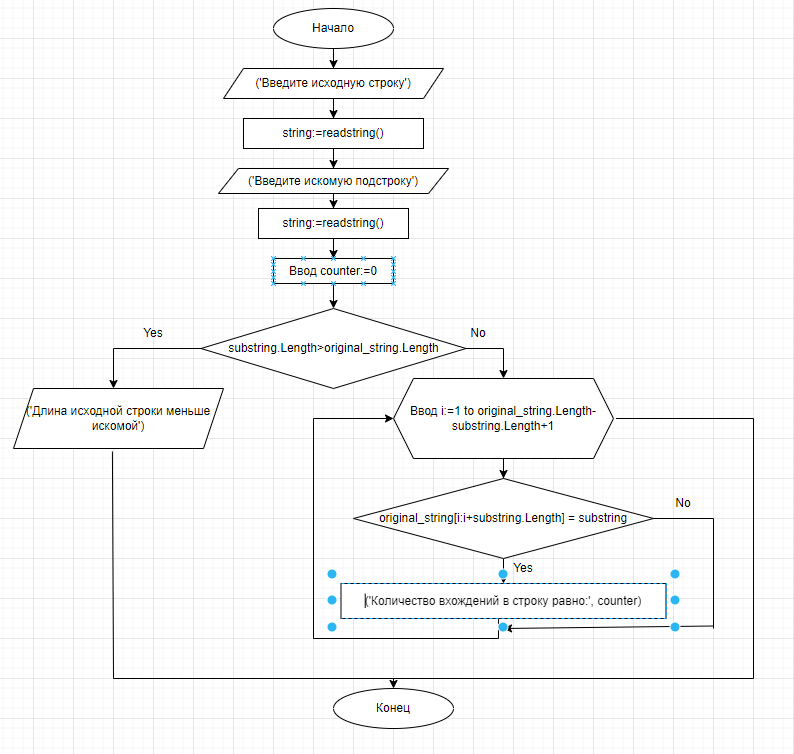 Начало
('Введите исходную строку')
string:=readstring()
('Введите искомую подстроку')
string:=readstring()
Ввод counter:=0
Yes
No
substring.Length>original_string.Length
('Длина исходной строки меньше
искомой')
Ввод i:=1 to original_string.Length-
substring.Length+1
No
original_string[i:i+substring.Length] = substring
Yes
('Количество вхождений в строку равно:', counter)
Конец